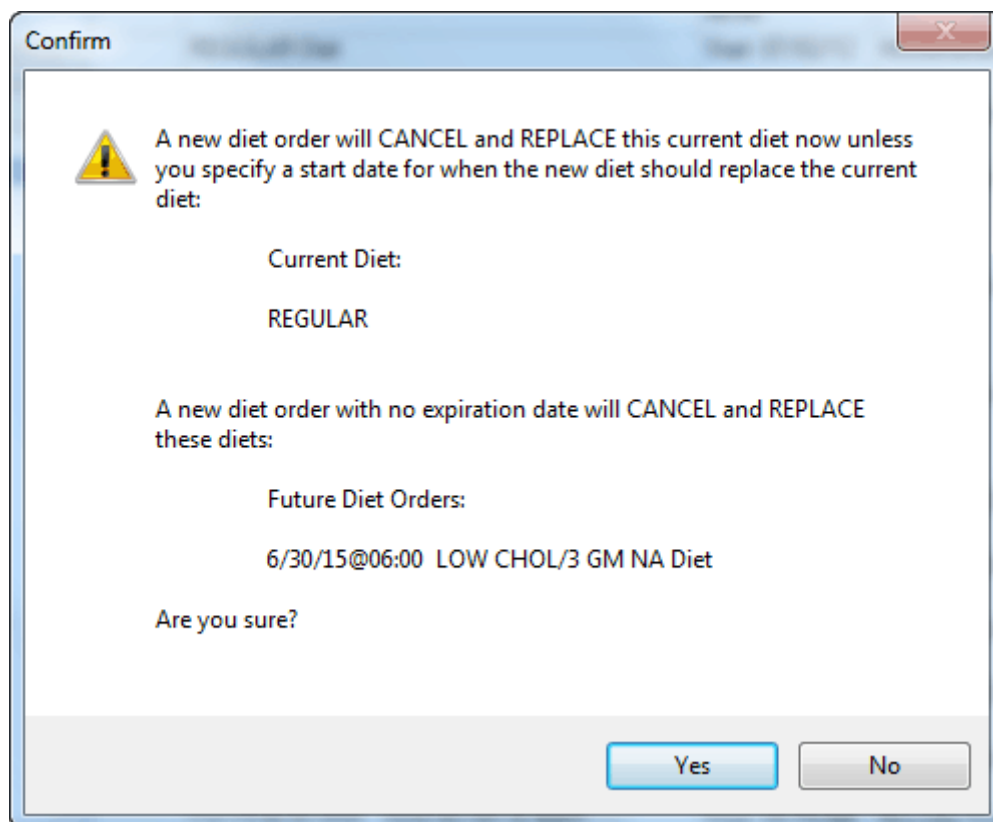 Confirm
A new diet order will CANCEL and REPLACE this current diet now unless
you specify a start date for when the new diet should replace the current
diet:
Current Diet:
REGULAR
A new diet order with no expiration date will CANCEL and REPLACE
these diets:
Future Diet Orders:
6/30/15@06:00 LOW CHOL/3 GM NA Diet
Are you sure?
Yes
No